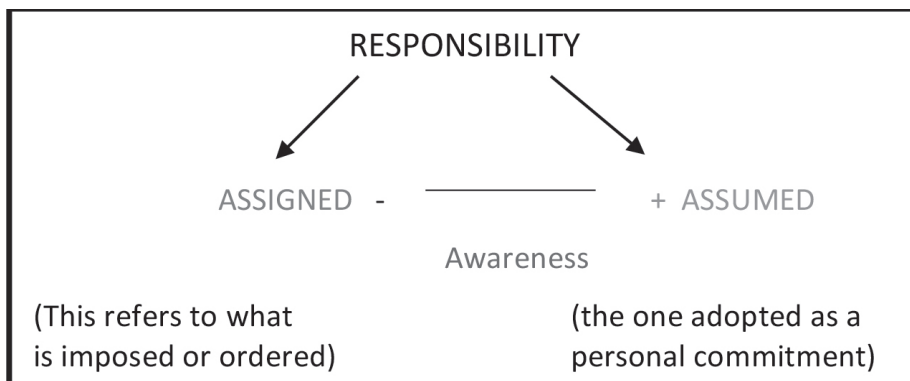 RESPONSIBILITY
ASSIGNED - + ASSUMED
Awareness
(This refers to what
is imposed or ordered)
(the one adopted as a
personal commitment)